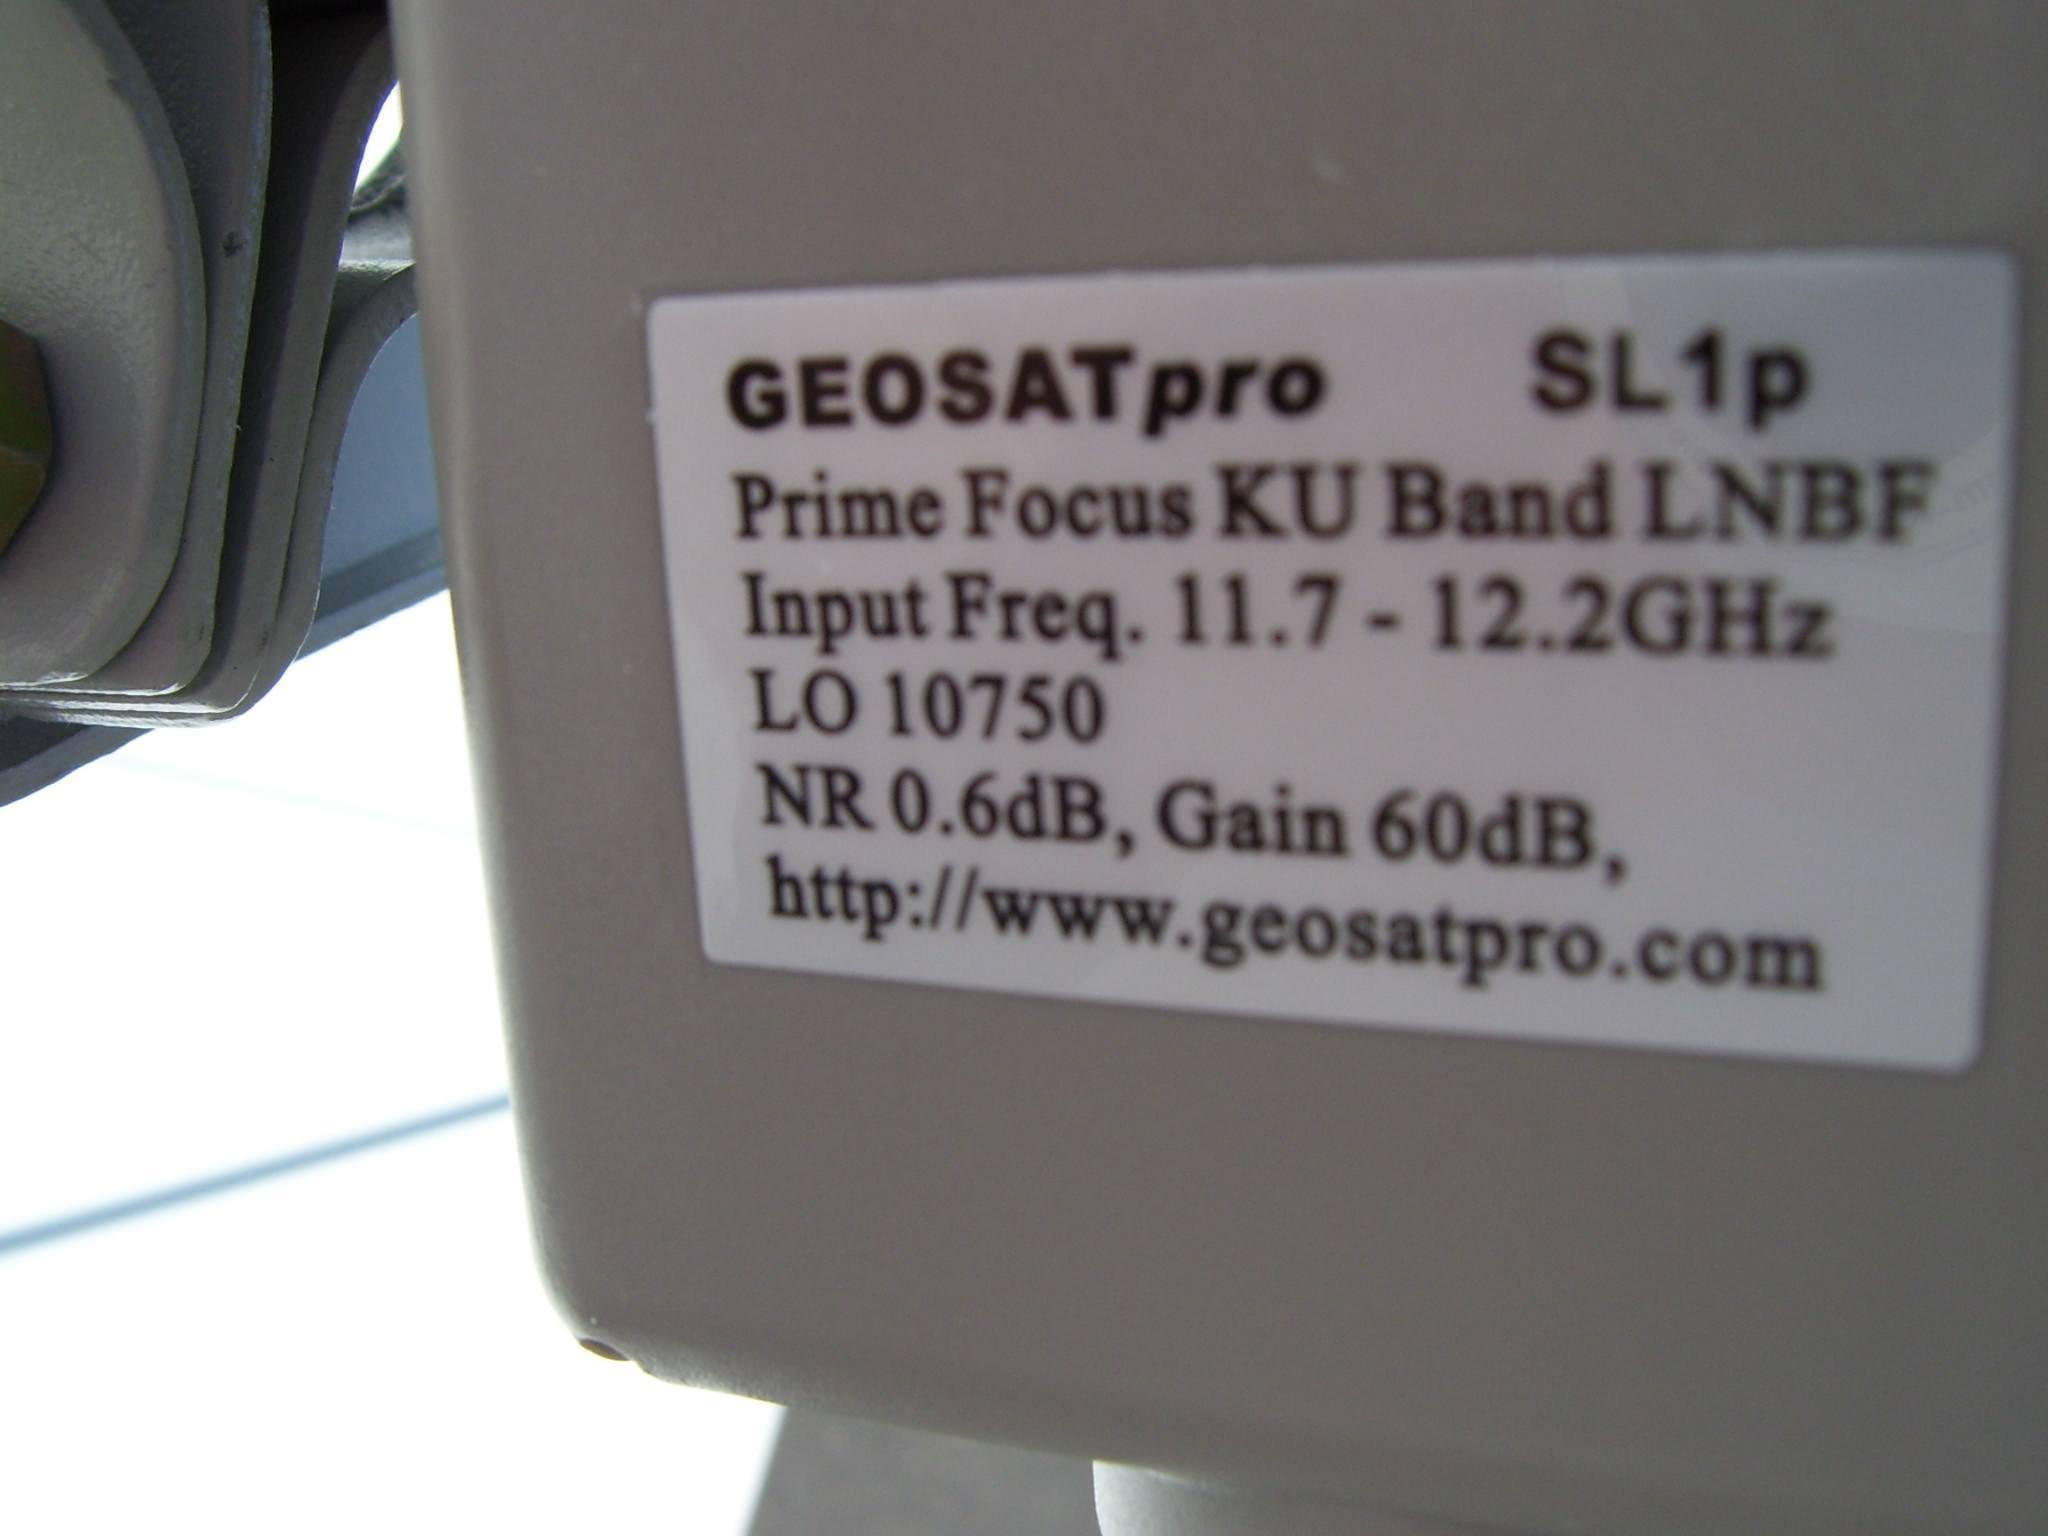 GEOSATpro SL1p
Prime Focus KU Band LNBF
Input Freq. 11.7 - 12.2GHz
LO 10750
NR 0.6dB, Gain 60dB,
http://www.geosatpro.com